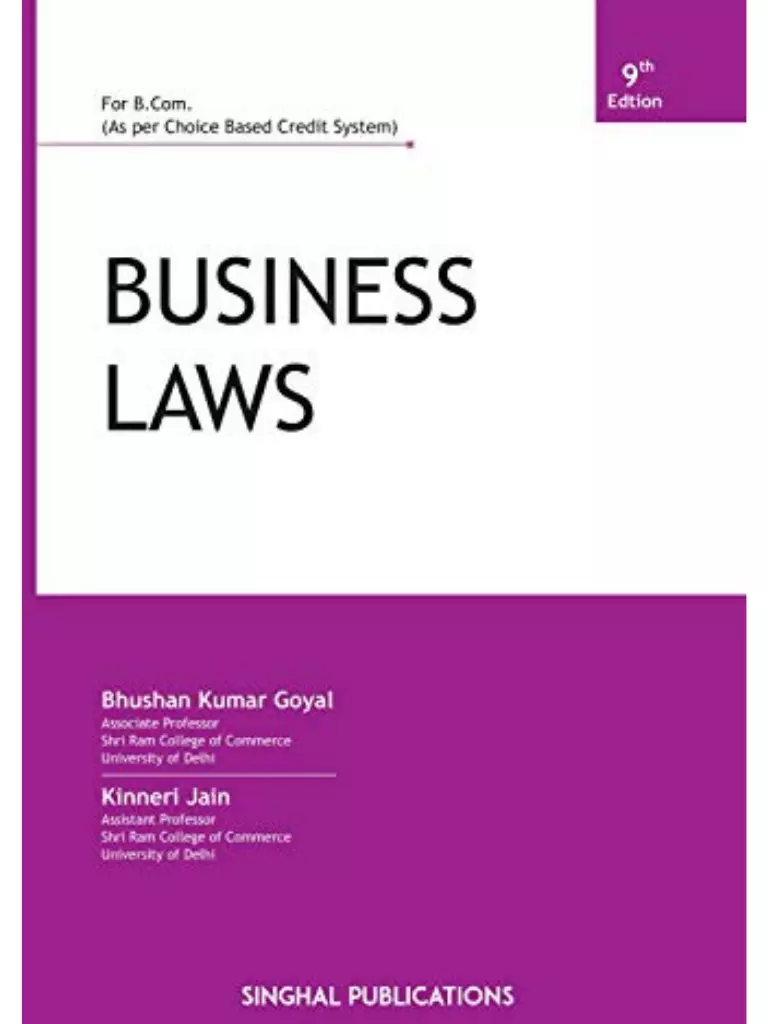 9th
Edtion
For B.Com.
(As per Choice Based Credit System)
BUSINESS
LAWS
Bhushan Kumar Goyal
Associate Professor
Shri Ram College of Commerce
University of Delhi
Kinneri Jain
Assistant Professor
Shri Ram College of Commerce
University of Delhi
SINGHAL PUBLICATIONS